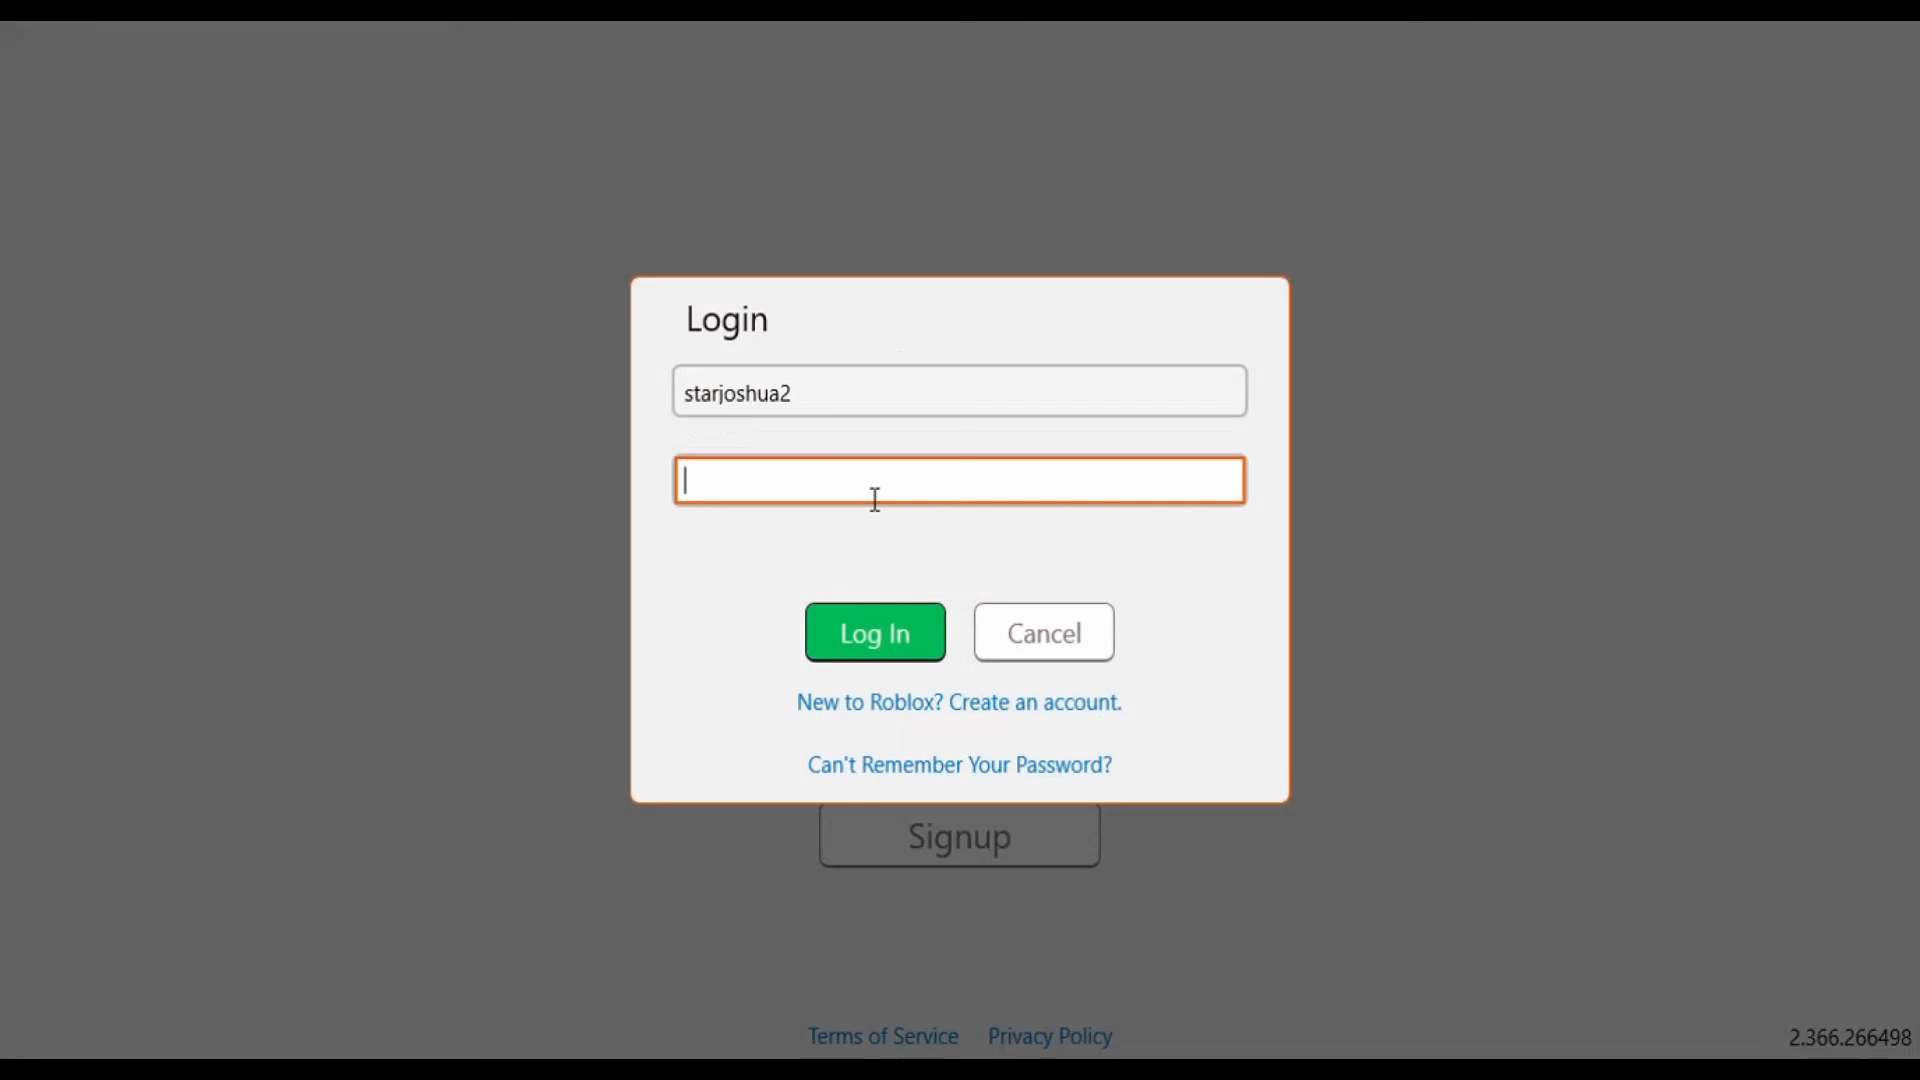 Login
starjoshua2
Log In
Cancel
New to Roblox? Create an account.
Can't Remember Your Password?
Signup
Terms of Service
Privacy Policy
2.366.266498